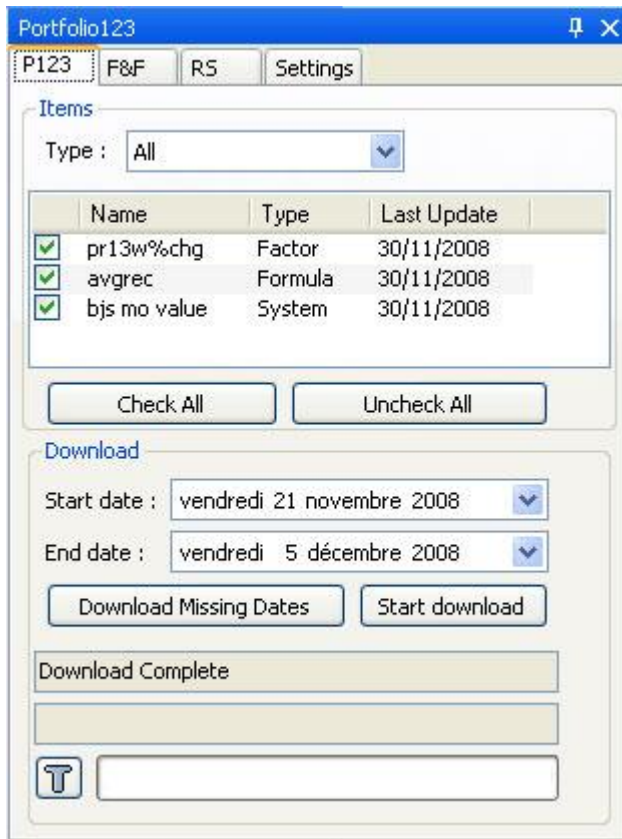 Portfolio123
P123 F&F RS Settings
Items
Type : All
Name Type Last Update
pr13w%chg Factor 30/11/2008
avgrec Formula 30/11/2008
bjs mo value System 30/11/2008
Check All Uncheck All
Download
Start date : vendredi 21 novembre 2008
End date : vendredi 5 décembre 2008
Download Missing Dates Start download
Download Complete
T